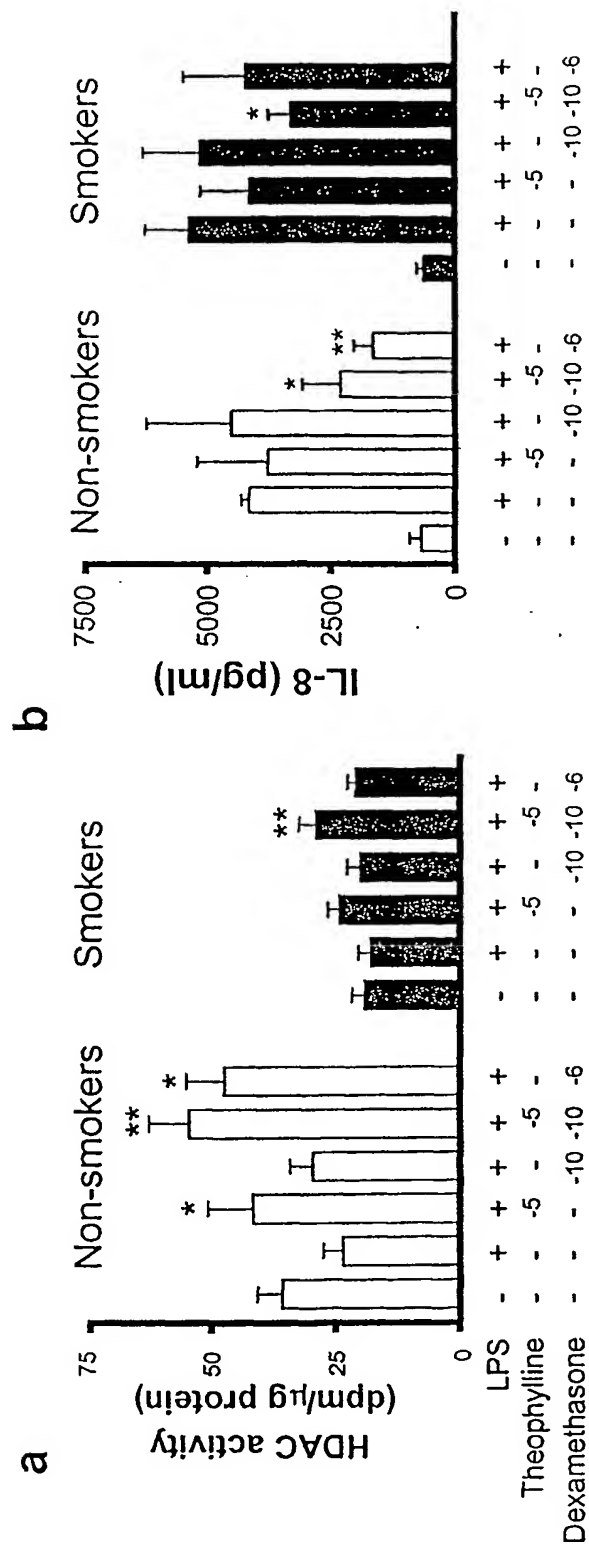 a
HDAC activity
(dpm/µg protein)
75
50
25
0
Non-smokers
Smokers
*
**
*
**
LPS - + + + + + - + + + + +
Theophylline - - -5 - -5 - - - -5 - -5 -
Dexamethasone - - - -10 -10 -6 - - - -10 -10 -6
b
IL-8 (pg/ml)
7500
5000
2500
0
Non-smokers
Smokers
*
**
*
- + + + + + - + + + + +
- - -5 - -5 - - - -5 - -5 -
- - - -10 -10 -6 - - - -10 -10 -6